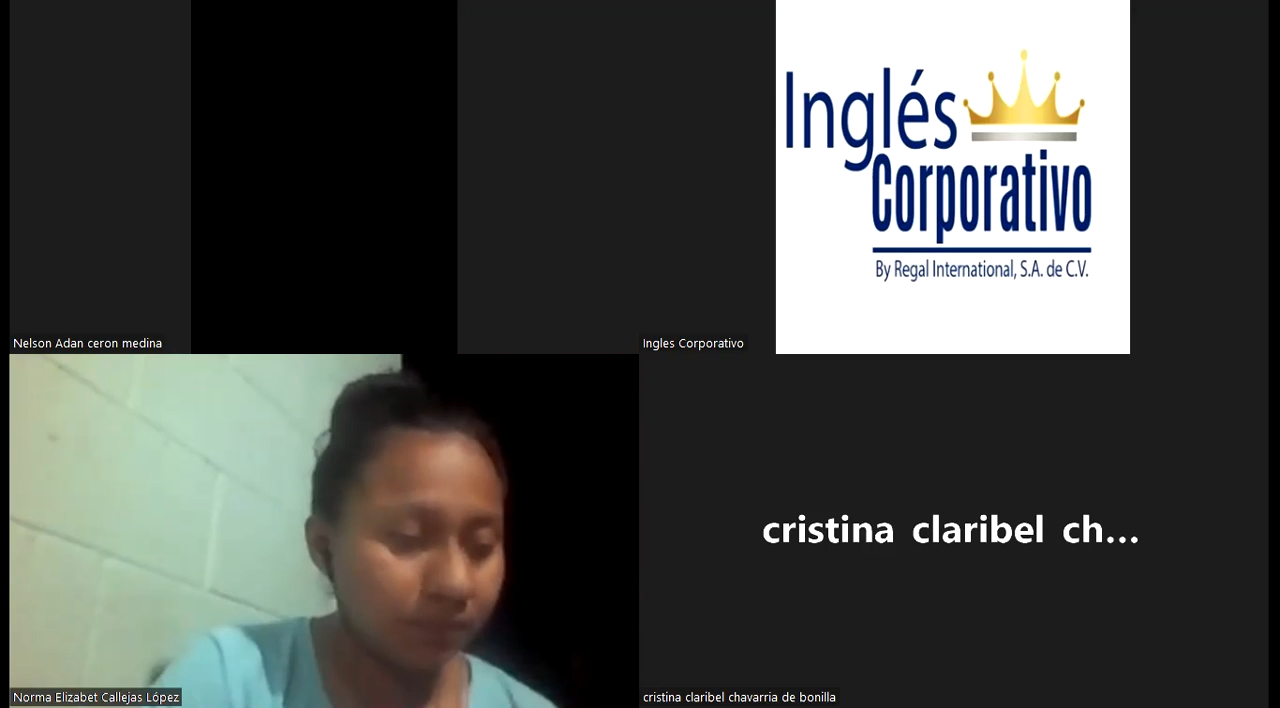 Inglés
Corporativo
By Regal International, S.A. de C.V.
Nelson Adan ceron medina
Ingles Corporativo
cristina claribel ch...
Norma Elizabet Callejas López
cristina claribel chavarria de bonilla